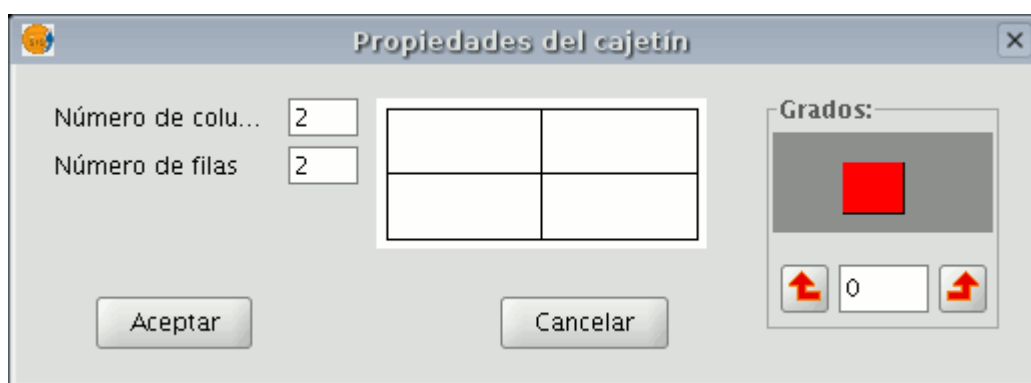 Propiedades del cajetín
Número de colu... 2
Número de filas 2
Grados:
0
Aceptar
Cancelar